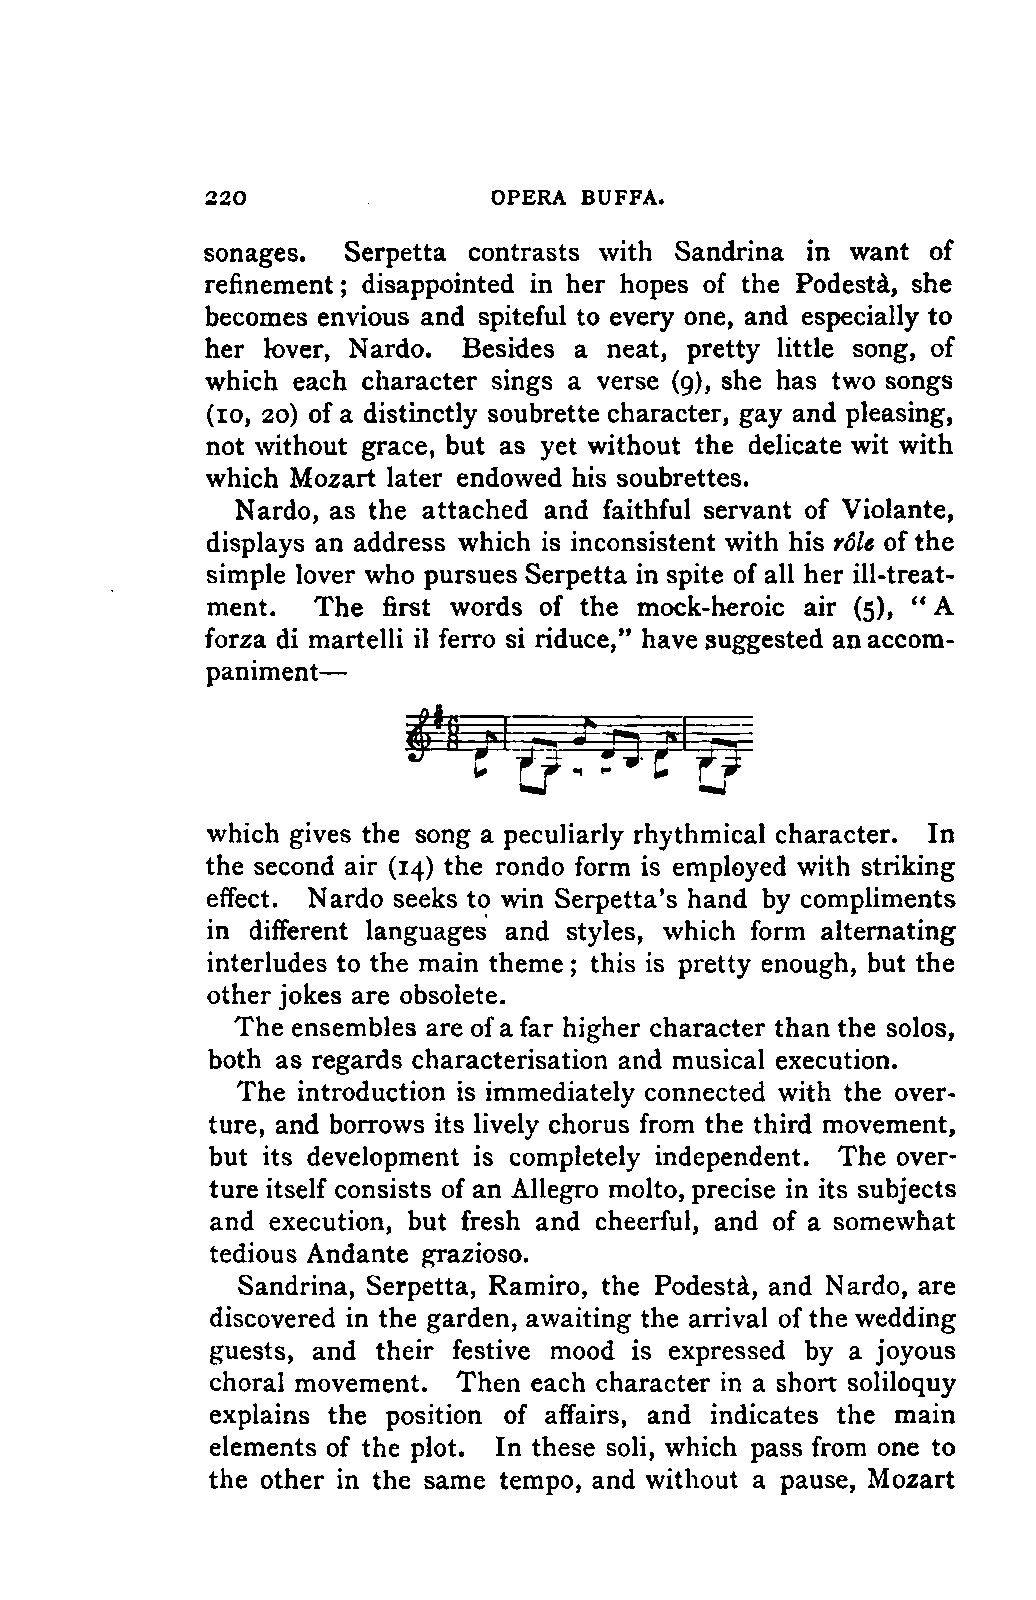 220 OPERA BUFFA.
sonages. Serpetta contrasts with Sandrina in want of
refinement; disappointed in her hopes of the Podestà, she
becomes envious and spiteful to every one, and especially to
her lover, Nardo. Besides a neat, pretty little song, of
which each character sings a verse (9), she has two songs
(10, 20) of a distinctly soubrette character, gay and pleasing,
not without grace, but as yet without the delicate wit with
which Mozart later endowed his soubrettes.
Nardo, as the attached and faithful servant of Violante,
displays an address which is inconsistent with his rôle of the
simple lover who pursues Serpetta in spite of all her ill-treat-
ment. The first words of the mock-heroic air (5), “A
forza di martelli il ferro si riduce,” have suggested an accom-
paniment—
which gives the song a peculiarly rhythmical character. In
the second air (14) the rondo form is employed with striking
effect. Nardo seeks to win Serpetta's hand by compliments
in different languages and styles, which form alternating
interludes to the main theme; this is pretty enough, but the
other jokes are obsolete.
The ensembles are of a far higher character than the solos,
both as regards characterisation and musical execution.
The introduction is immediately connected with the over-
ture, and borrows its lively chorus from the third movement,
but its development is completely independent. The over-
ture itself consists of an Allegro molto, precise in its subjects
and execution, but fresh and cheerful, and of a somewhat
tedious Andante grazioso.
Sandrina, Serpetta, Ramiro, the Podestà, and Nardo, are
discovered in the garden, awaiting the arrival of the wedding
guests, and their festive mood is expressed by a joyous
choral movement. Then each character in a short soliloquy
explains the position of affairs, and indicates the main
elements of the plot. In these soli, which pass from one to
the other in the same tempo, and without a pause, Mozart